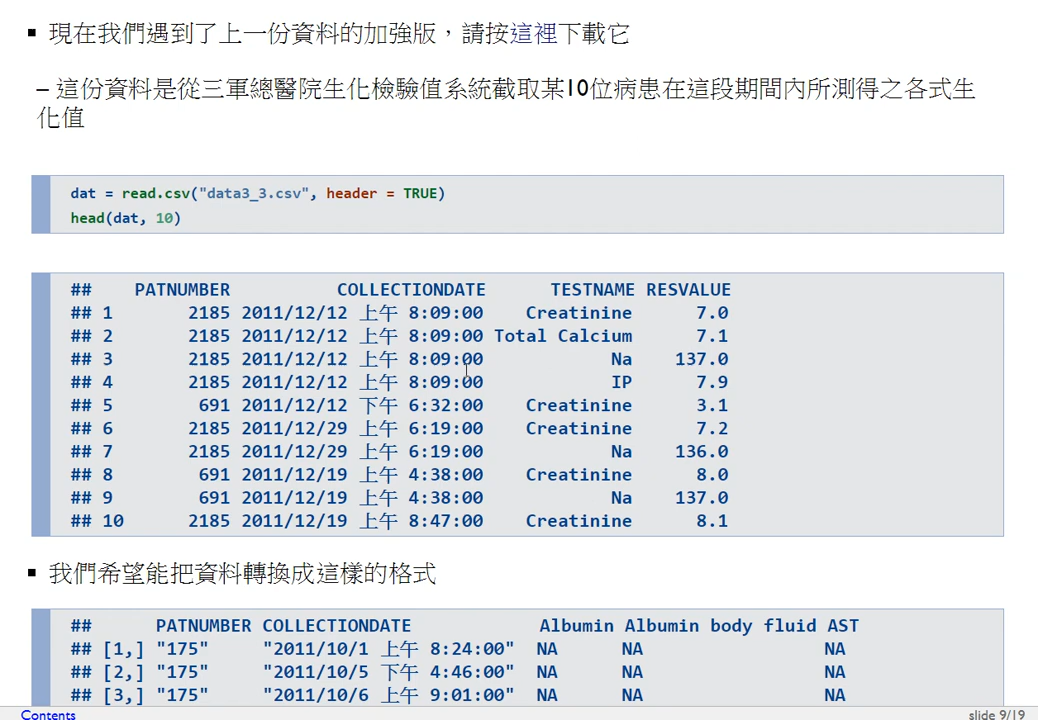 ▪ 現在我們遇到了上一份資料的加強版，請按這裡下載它
– 這份資料是從三軍總醫院生化檢驗值系統截取某10位病患在這段期間內所測得之各式生
化值
dat = read.csv("data3_3.csv", header = TRUE)
head(dat, 10)
##    PATNUMBER          COLLECTIONDATE      TESTNAME RESVALUE
## 1       2185 2011/12/12 上午 8:09:00    Creatinine      7.0
## 2       2185 2011/12/12 上午 8:09:00 Total Calcium      7.1
## 3       2185 2011/12/12 上午 8:09:00            Na    137.0
## 4       2185 2011/12/12 上午 8:09:00            IP      7.9
## 5        691 2011/12/12 下午 6:32:00    Creatinine      3.1
## 6       2185 2011/12/29 上午 6:19:00    Creatinine      7.2
## 7       2185 2011/12/29 上午 6:19:00            Na    136.0
## 8        691 2011/12/19 上午 4:38:00    Creatinine      8.0
## 9        691 2011/12/19 上午 4:38:00            Na    137.0
## 10      2185 2011/12/19 上午 8:47:00    Creatinine      8.1
▪ 我們希望能把資料轉換成這樣的格式
##      PATNUMBER COLLECTIONDATE            Albumin Albumin body fluid AST
## [1,] "175"     "2011/10/1 上午 8:24:00"  NA      NA                 NA
## [2,] "175"     "2011/10/5 下午 4:46:00"  NA      NA                 NA
## [3,] "175"     "2011/10/6 上午 9:01:00"  NA      NA                 NA
Contents
slide 9/19